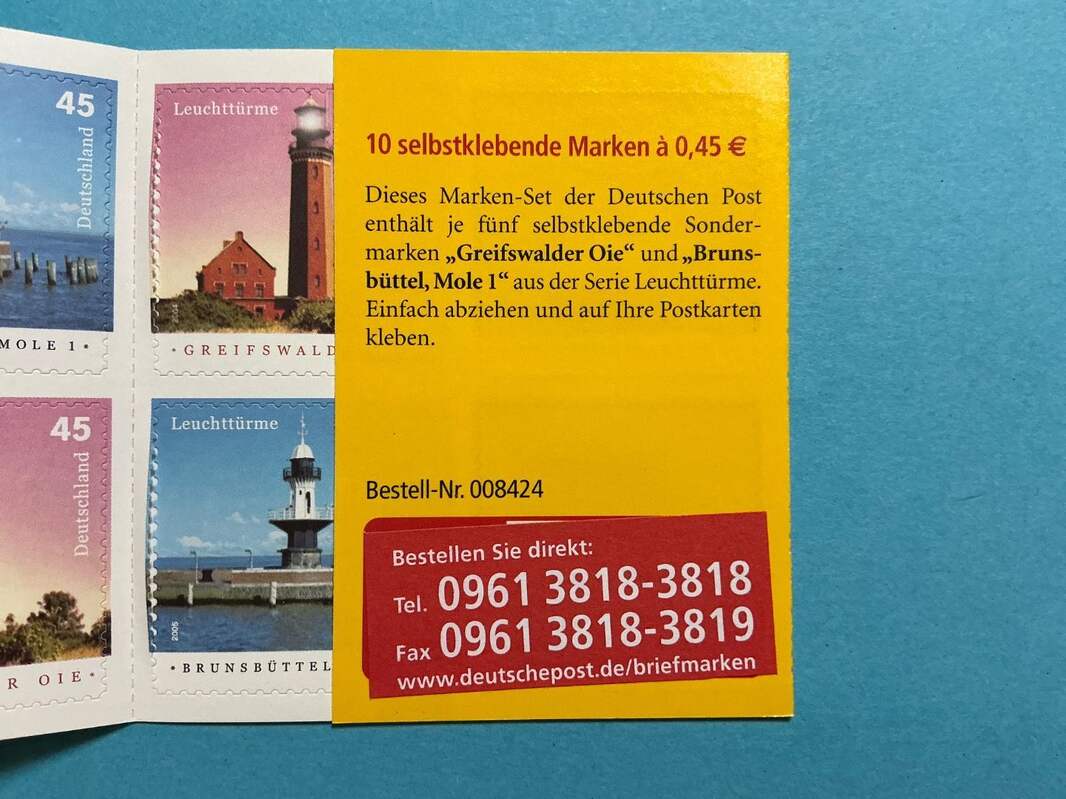 45
Deutschland
MOLE 1
Leuchttürme
GREIFSWALD
45
Deutschland
R OIE
Leuchttürme
2005
BRUNSBÜTTEL
10 selbstklebende Marken à 0,45 €
Dieses Marken-Set der Deutschen Post
enthält je fünf selbstklebende Sonder-
marken „Greifswalder Oie“ und „Bruns-
büttel, Mole 1“ aus der Serie Leuchttürme.
Einfach abziehen und auf Ihre Postkarten
kleben.
Bestell-Nr. 008424
Bestellen Sie direkt:
Tel. 0961 3818-3818
Fax 0961 3818-3819
www.deutschepost.de/briefmarken